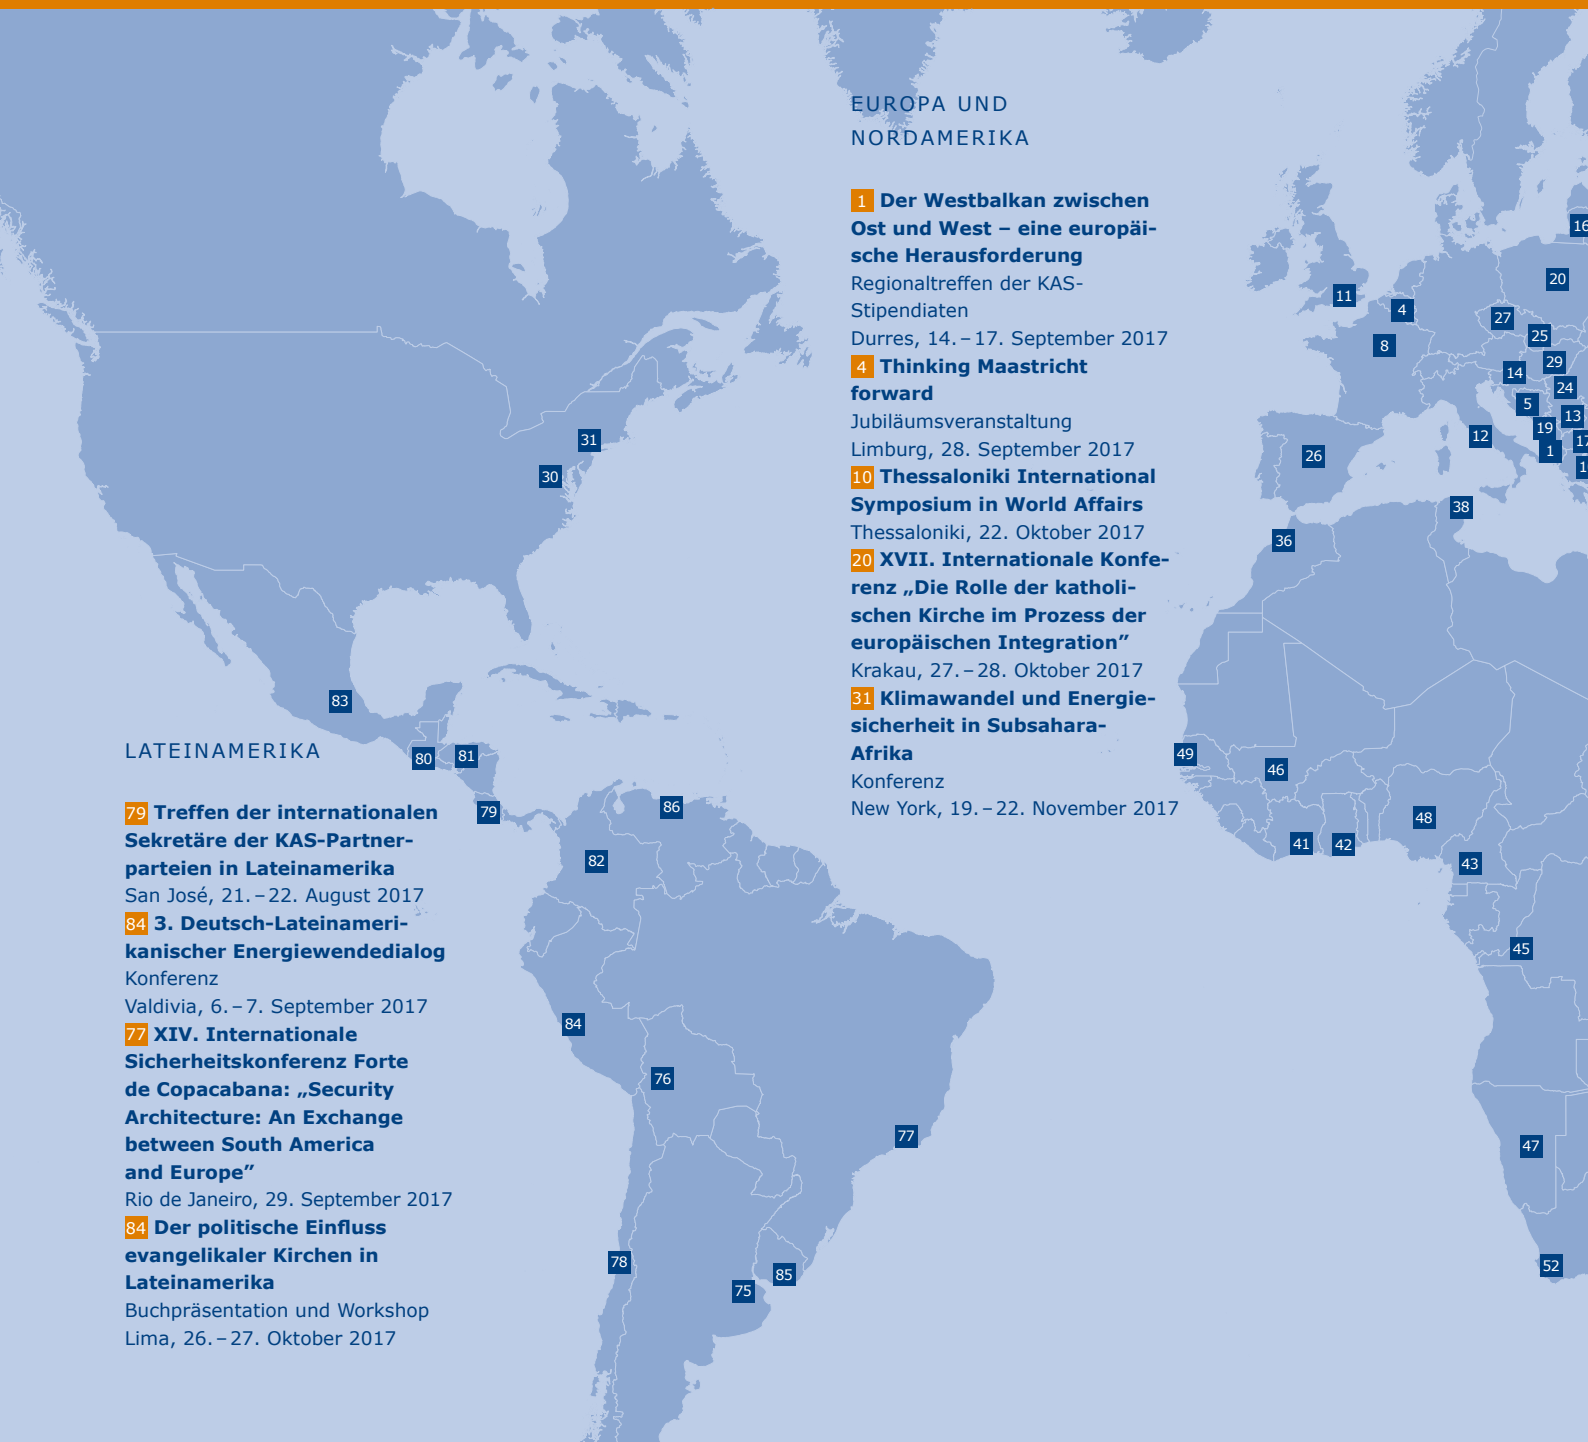 EUROPA UND
NORDAMERIKA
1 Der Westbalkan zwischen
Ost und West – eine europäi-
sche Herausforderung
Regionaltreffen der KAS-
Stipendiaten
Durres, 14. – 17. September 2017
4 Thinking Maastricht
forward
Jubiläumsveranstaltung
Limburg, 28. September 2017
10 Thessaloniki International
Symposium in World Affairs
Thessaloniki, 22. Oktober 2017
20 XVII. Internationale Konfe-
renz „Die Rolle der katholi-
schen Kirche im Prozess der
europäischen Integration”
Krakau, 27. – 28. Oktober 2017
31 Klimawandel und Energie-
sicherheit in Subsahara-
Afrika
Konferenz
New York, 19. – 22. November 2017
LATEINAMERIKA
79 Treffen der internationalen
Sekretäre der KAS-Partner-
parteien in Lateinamerika
San José, 21. – 22. August 2017
84 3. Deutsch-Lateinameri-
kanischer Energiewendedialog
Konferenz
Valdivia, 6. – 7. September 2017
77 XIV. Internationale
Sicherheitskonferenz Forte
de Copacabana: „Security
Architecture: An Exchange
between South America
and Europe”
Rio de Janeiro, 29. September 2017
84 Der politische Einfluss
evangelikaler Kirchen in
Lateinamerika
Buchpräsentation und Workshop
Lima, 26. – 27. Oktober 2017
16
20
11
4
27
25
8
29
14
24
5
13
19
12
17
1
26
31
30
38
36
83
49
80
81
46
79
86
48
41
42
82
43
45
84
76
77
47
78
52
85
75